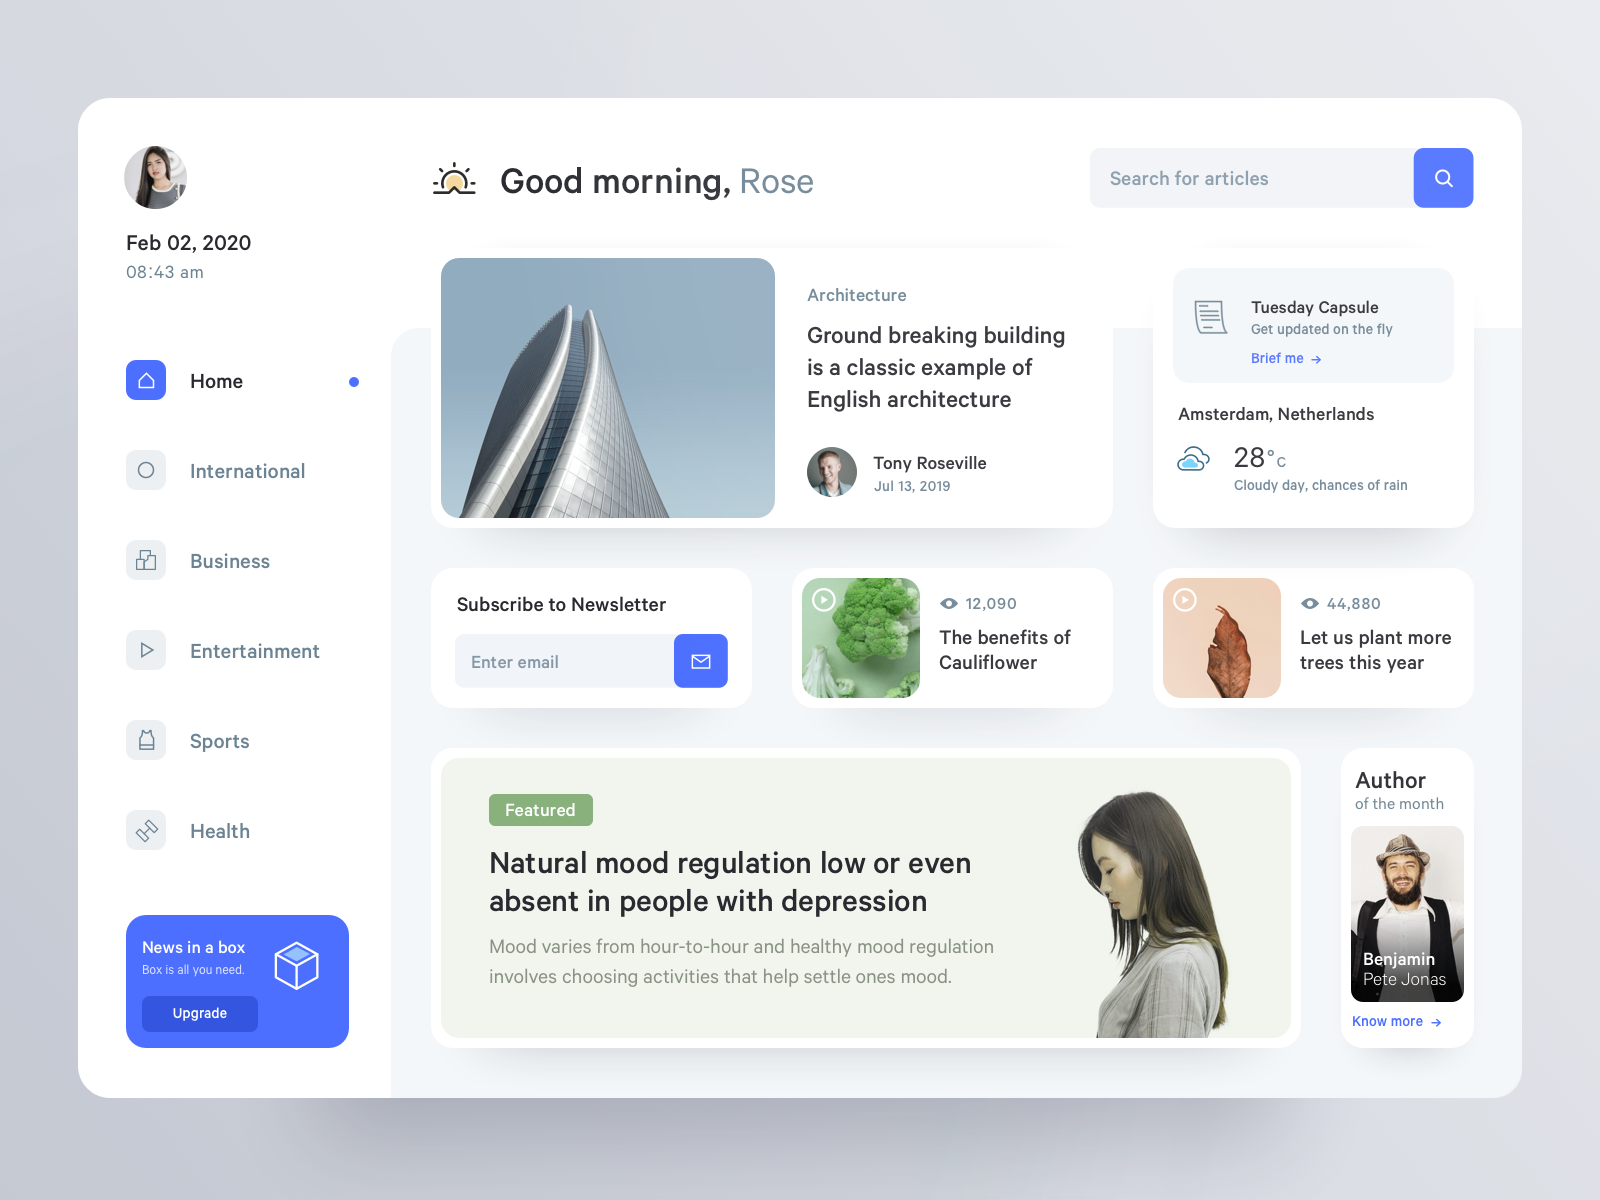 Feb 02, 2020
08:43 am
Home
International
Business
Entertainment
Sports
Health
News in a box
Box is all you need.
Upgrade
Good morning, Rose
Search for articles
Architecture
Ground breaking building
is a classic example of
English architecture
Tony Roseville
Jul 13, 2019
Tuesday Capsule
Get updated on the fly
Brief me →
Amsterdam, Netherlands
28°c
Cloudy day, chances of rain
Subscribe to Newsletter
Enter email
12,090
The benefits of
Cauliflower
44,880
Let us plant more
trees this year
Featured
Natural mood regulation low or even
absent in people with depression
Mood varies from hour-to-hour and healthy mood regulation
involves choosing activities that help settle ones mood.
Author
of the month
Benjamin
Pete Jonas
Know more →